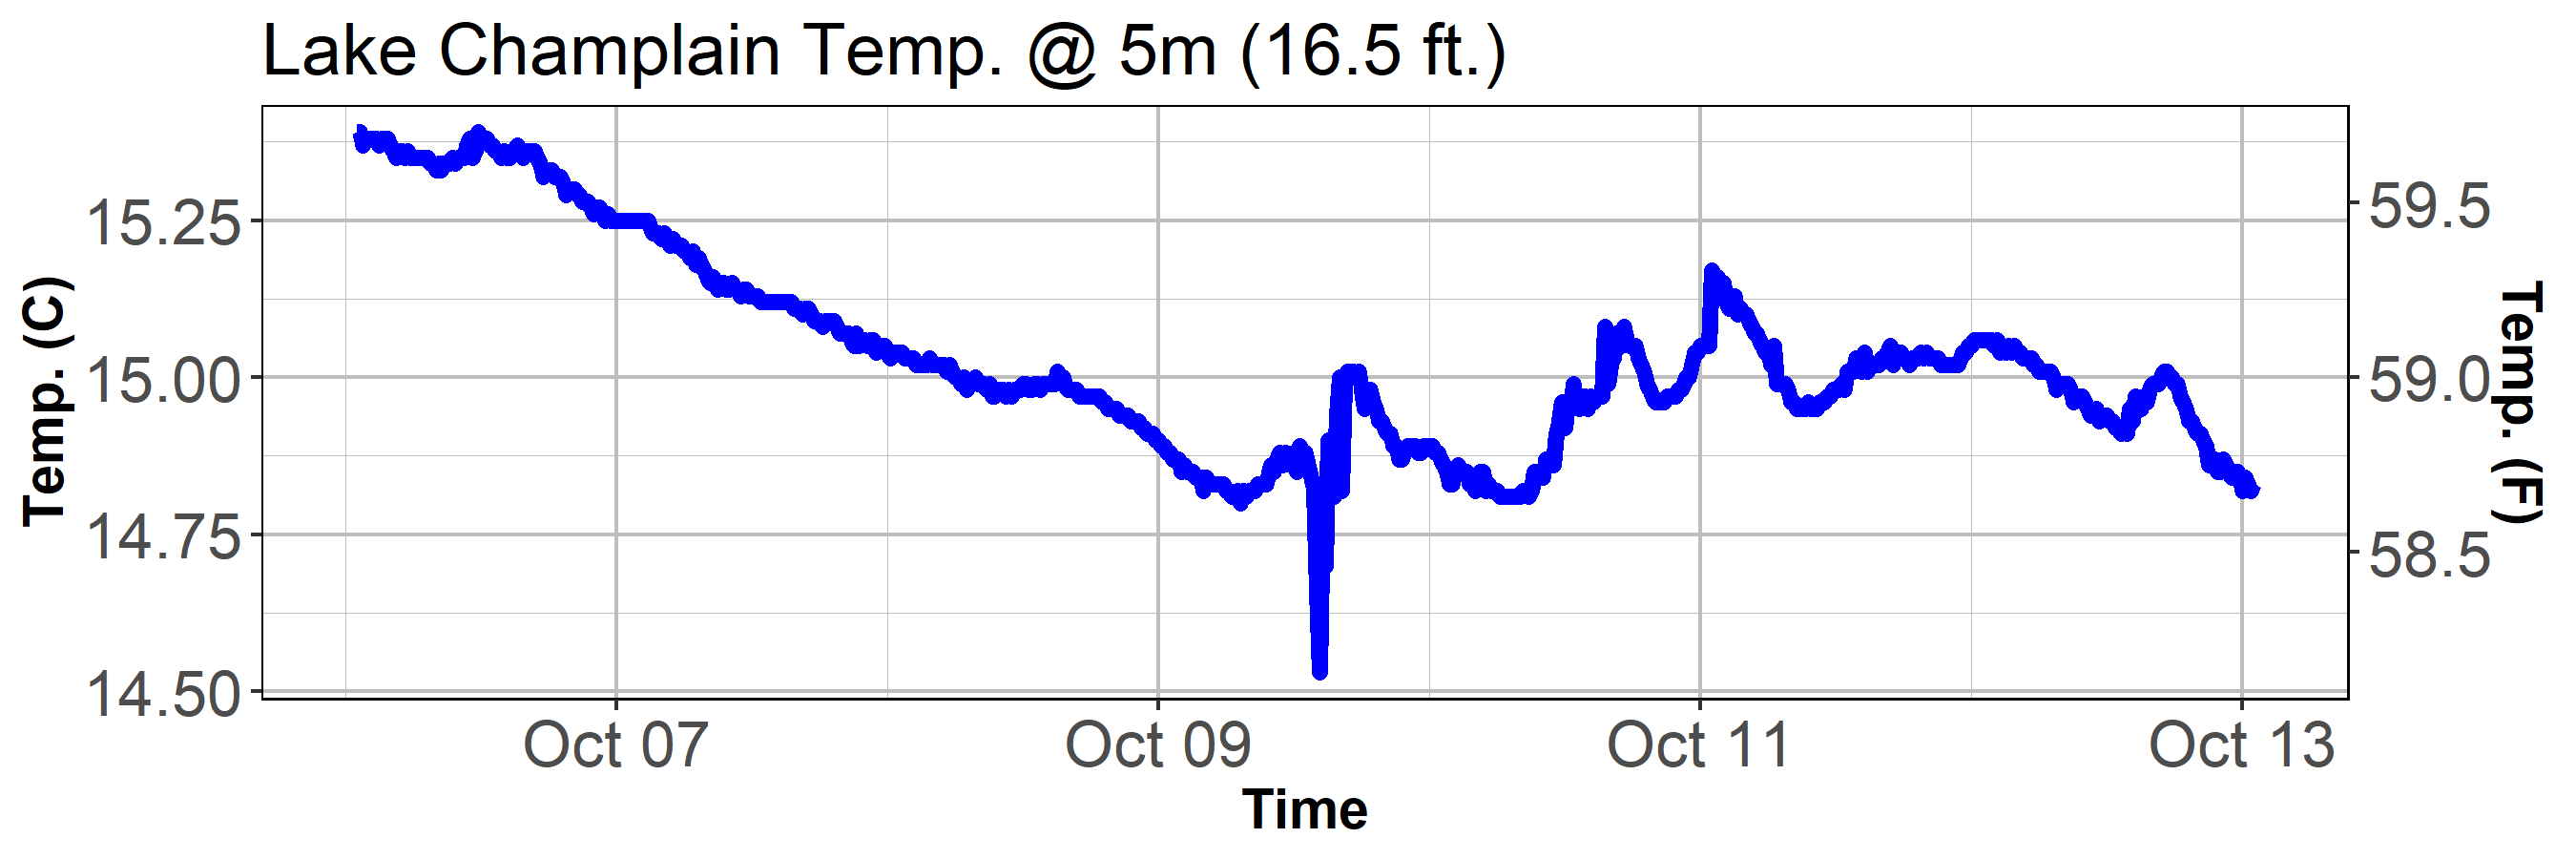 Lake Champlain Temp. @ 5m (16.5 ft.)
Temp. (C)
15.25
15.00
14.75
14.50
59.5
59.0
58.5
Temp. (F)
Oct 07 Oct 09 Oct 11 Oct 13
Time